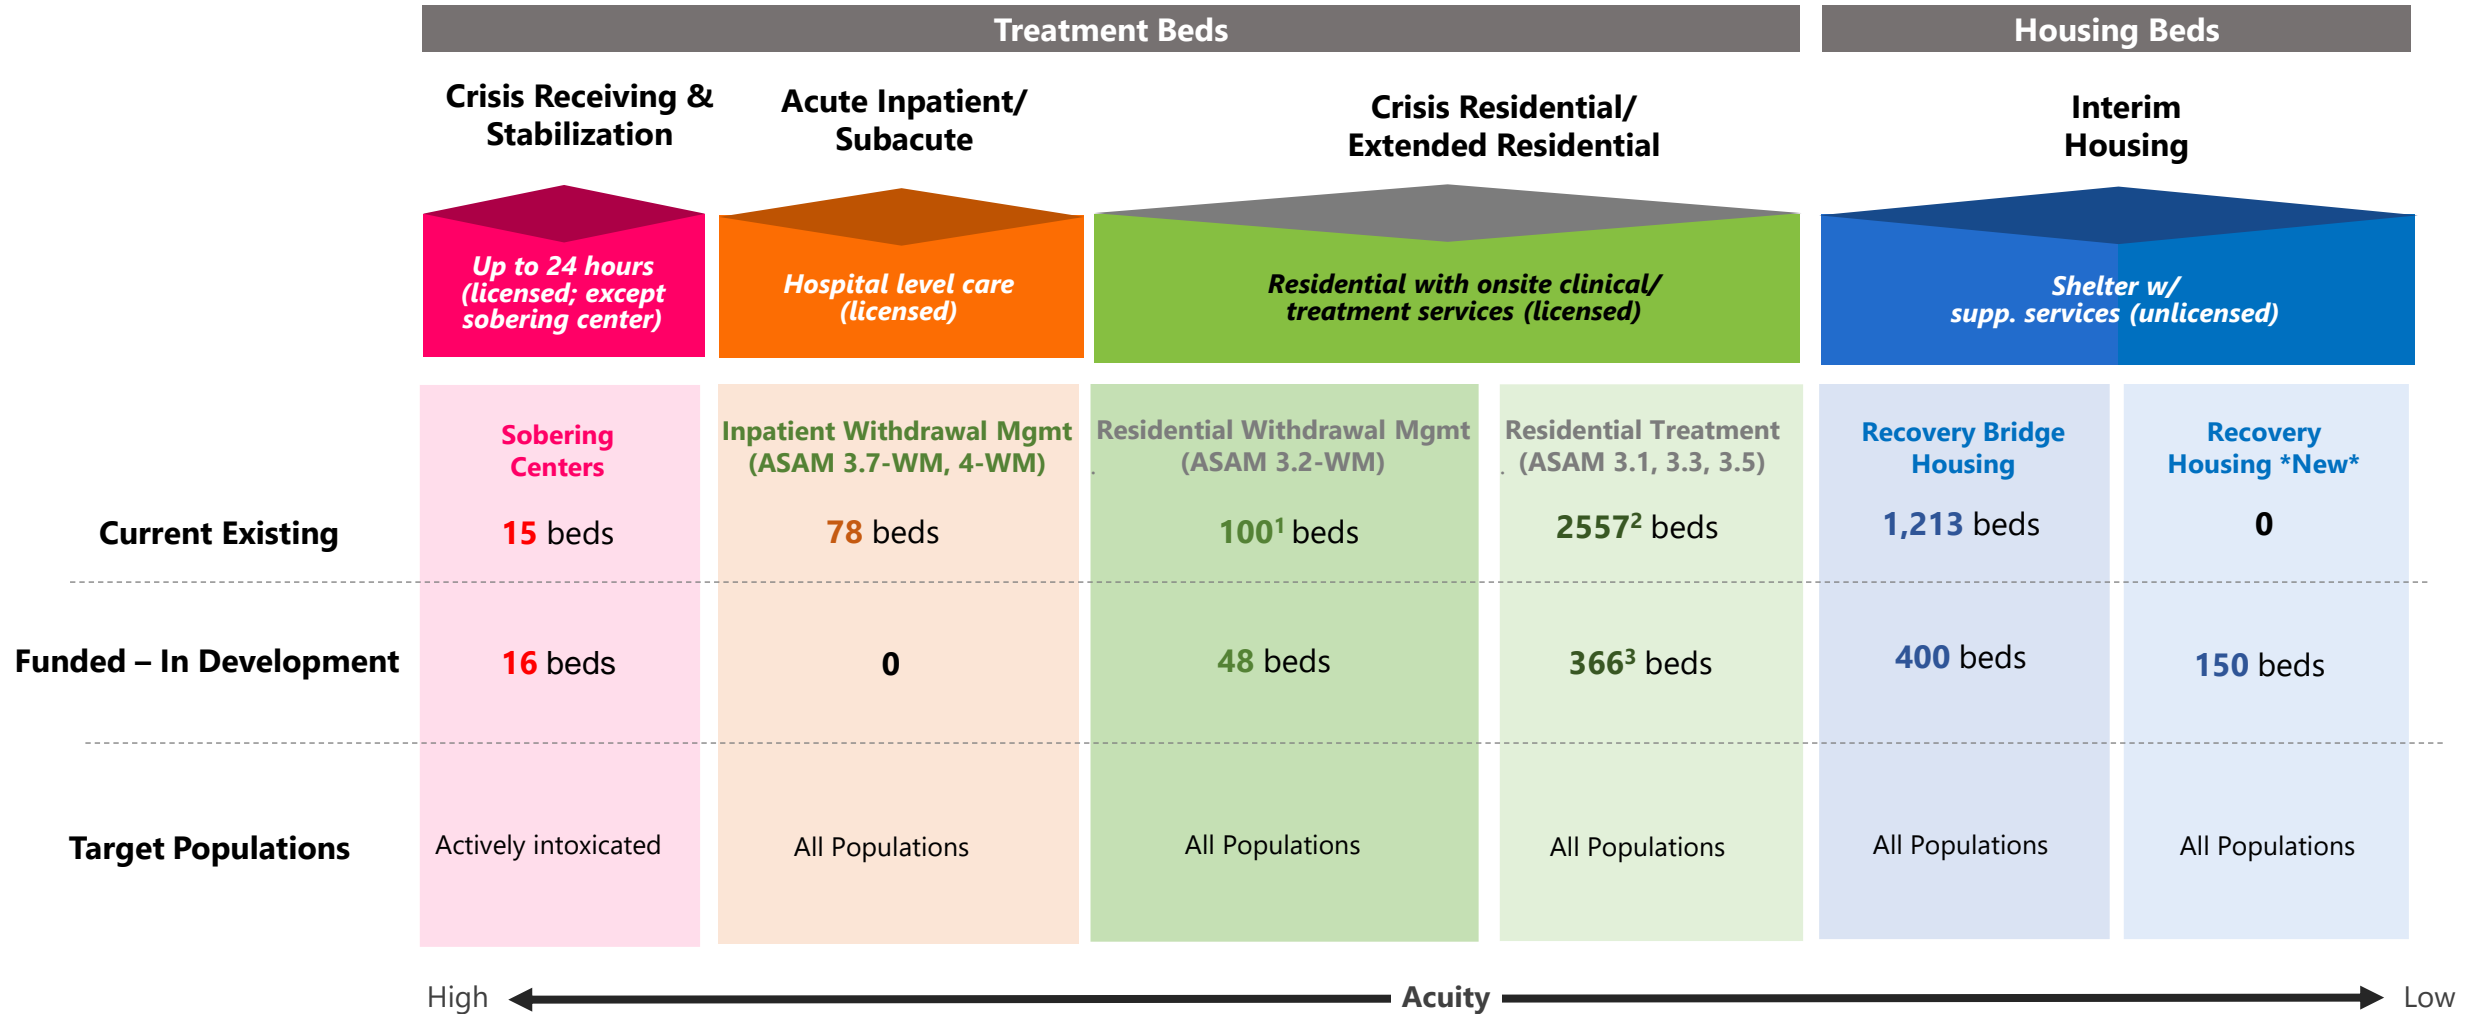 Treatment Beds
Housing Beds
Crisis Receiving &
Stabilization
Acute Inpatient/
Subacute
Crisis Residential/
Extended Residential
Interim
Housing
Up to 24 hours
(licensed; except
sobering center)
Hospital level care
(licensed)
Residential with onsite clinical/
treatment services (licensed)
Shelter w/
supp. services (unlicensed)
Sobering
Centers
Inpatient Withdrawal Mgmt
(ASAM 3.7-WM, 4-WM)
Residential Withdrawal Mgmt
(ASAM 3.2-WM)
Residential Treatment
(ASAM 3.1, 3.3, 3.5)
Recovery Bridge
Housing
Recovery
Housing *New*
Current Existing
15 beds
78 beds
100¹ beds
2557² beds
1,213 beds
0
Funded – In Development
16 beds
0
48 beds
366³ beds
400 beds
150 beds
Target Populations
Actively intoxicated
All Populations
All Populations
All Populations
All Populations
All Populations
High
Acuity
Low